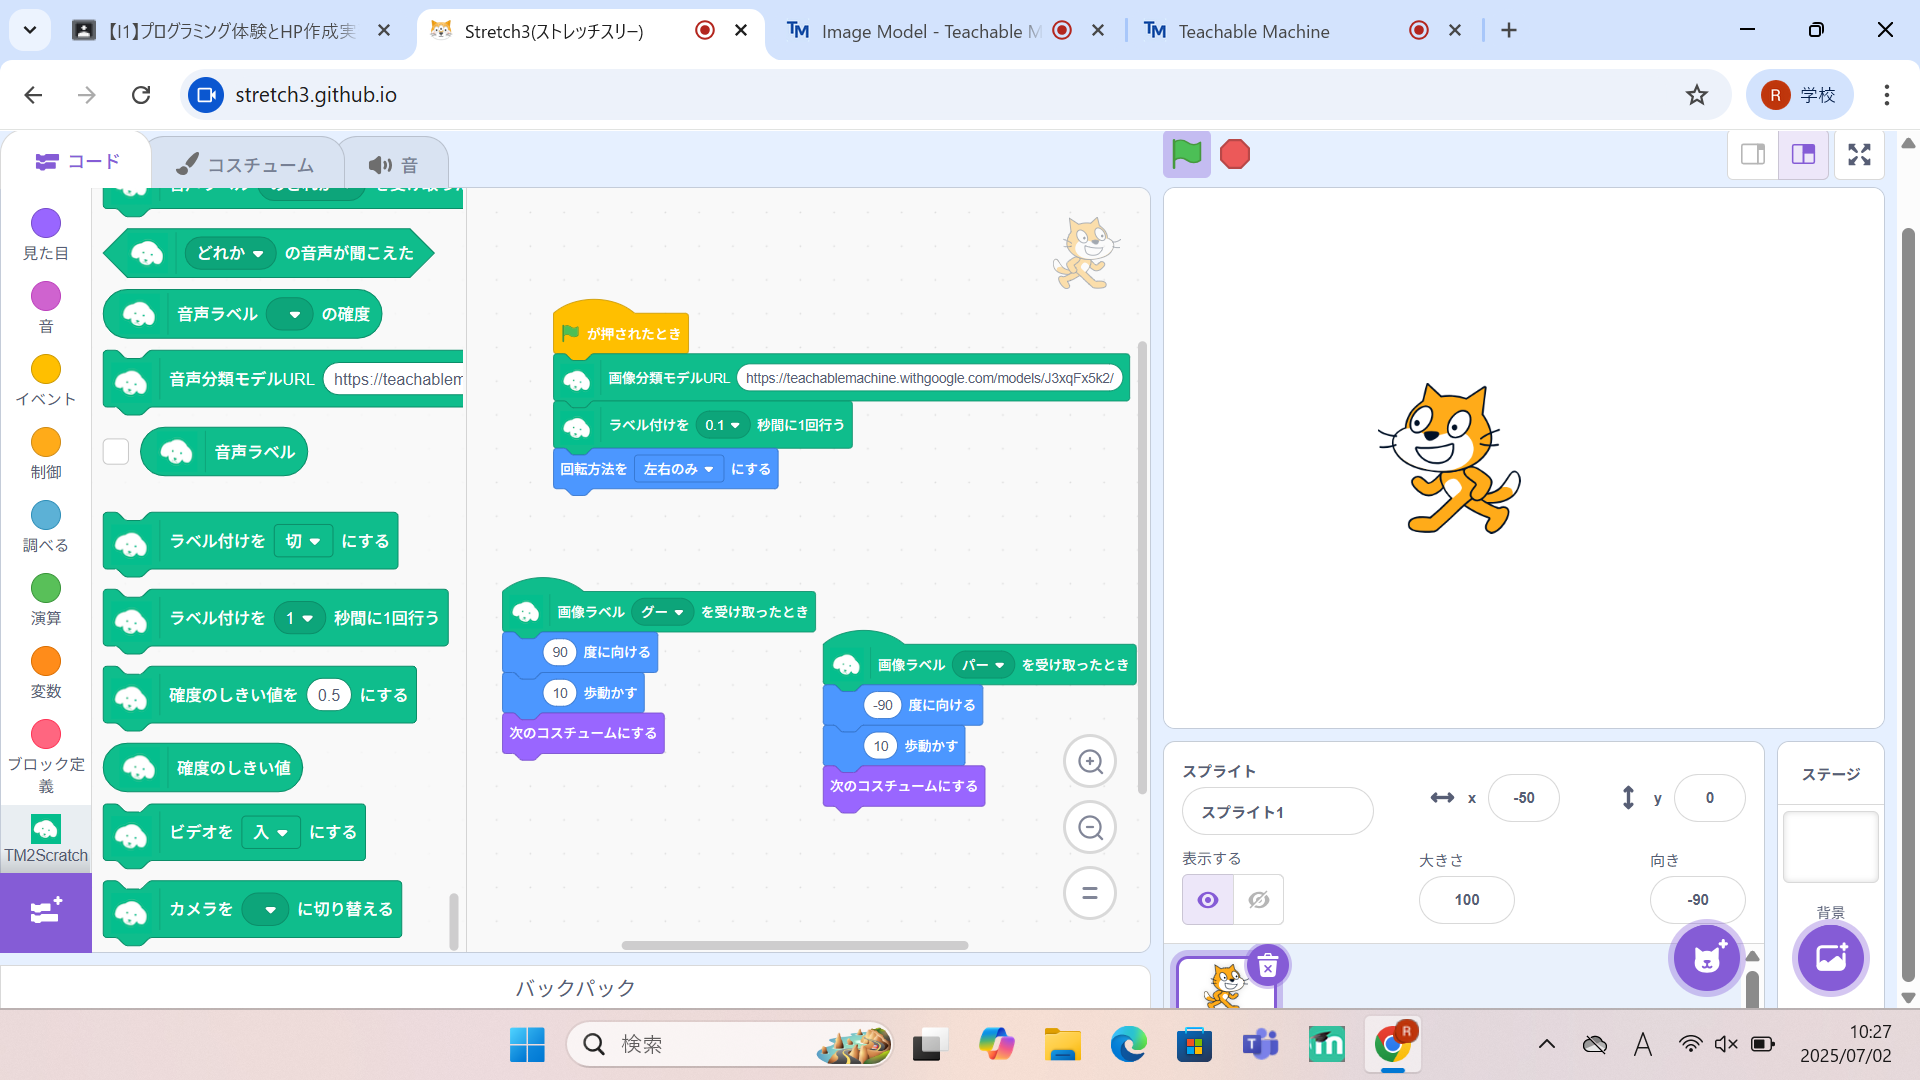 【I1】プログラミング体験とHP作成実
Stretch3(ストレッチスリー)
Image Model - Teachable M
Teachable Machine
stretch3.github.io
R 学校
コード
コスチューム
音
見た目
音
イベント
制御
調べる
演算
変数
ブロック定
義
TM2Scratch
どれか の音声が聞こえた
音声ラベル の確度
音声分類モデルURL https://teachablem
音声ラベル
ラベル付けを 切 にする
ラベル付けを 1 秒間に1回行う
確度のしきい値を 0.5 にする
確度のしきい値
ビデオを 入 にする
カメラを に切り替える
が押されたとき
画像分類モデルURL https://teachablemachine.withgoogle.com/models/J3xqFx5k2/
ラベル付けを 0.1 秒間に1回行う
回転方法を 左右のみ にする
画像ラベル グー を受け取ったとき
90 度に向ける
10 歩動かす
次のコスチュームにする
画像ラベル パー を受け取ったとき
-90 度に向ける
10 歩動かす
次のコスチュームにする
バックパック
スプライト
スプライト1
x -50
y 0
表示する
大きさ
100
向き
-90
ステージ
背景
検索
A
10:27
2025/07/02